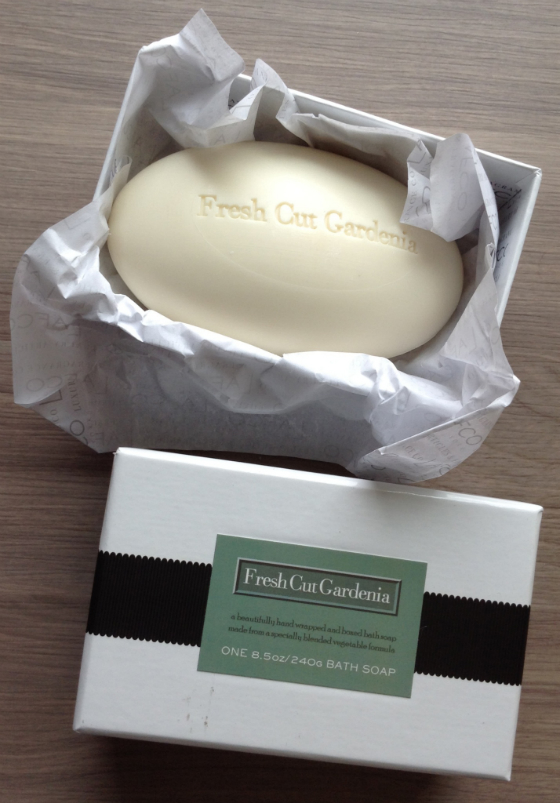 Fresh Cut Gardenia
Fresh Cut Gardenia
a beautifully hand wrapped and boxed bath soap
made from a specially blended vegetable formula
ONE 8.5oz/240g BATH SOAP